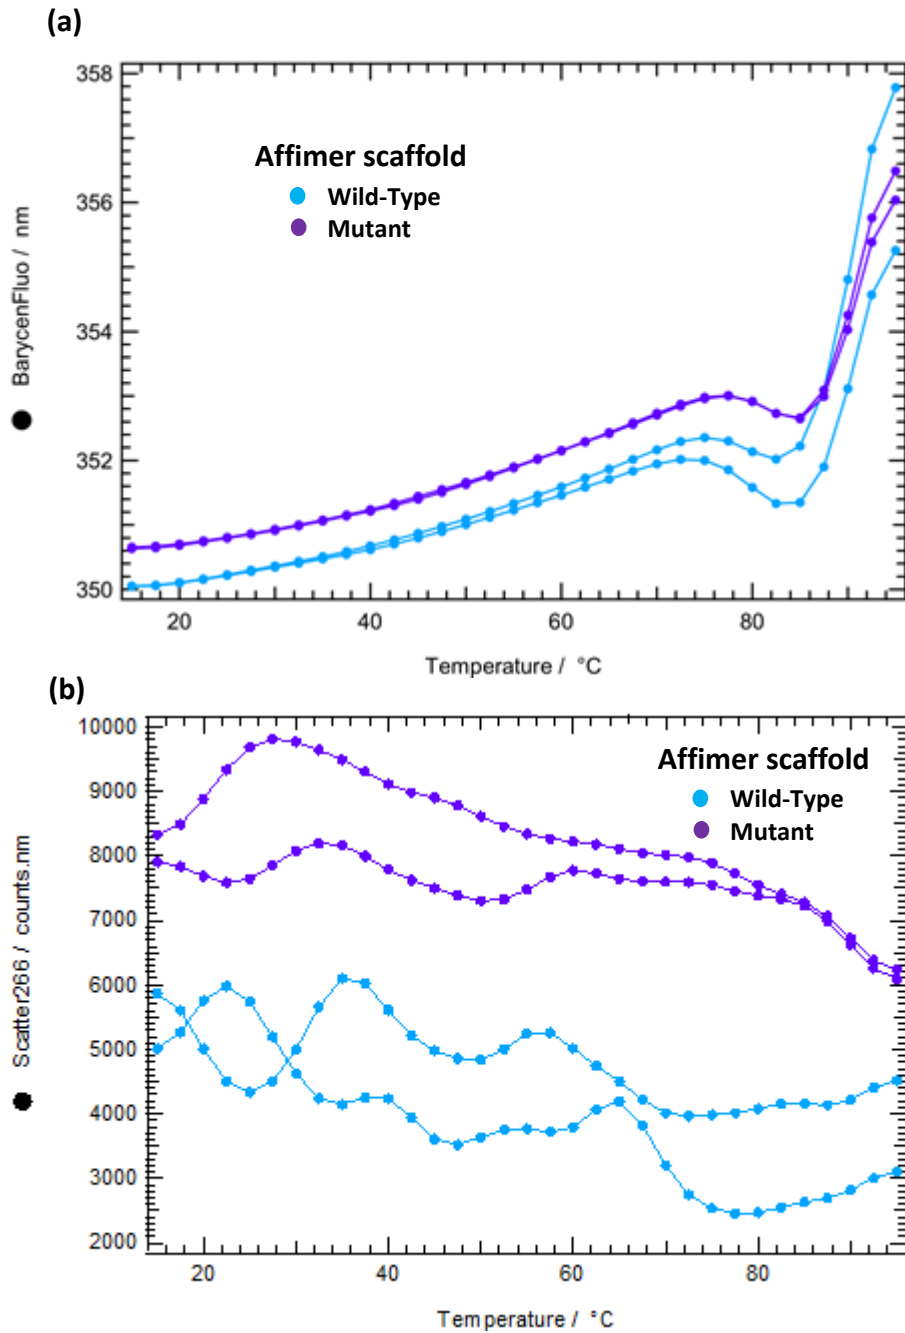 (a)
358
356
354
352
350
BarycenFluo / nm
Affimer scaffold
Wild-Type
Mutant
20 40 60 80
Temperature / °C
(b)
10000
9000
8000
7000
6000
5000
4000
3000
2000
Scatter266 / counts.nm
Affimer scaffold
Wild-Type
Mutant
20 40 60 80
Temperature / °C